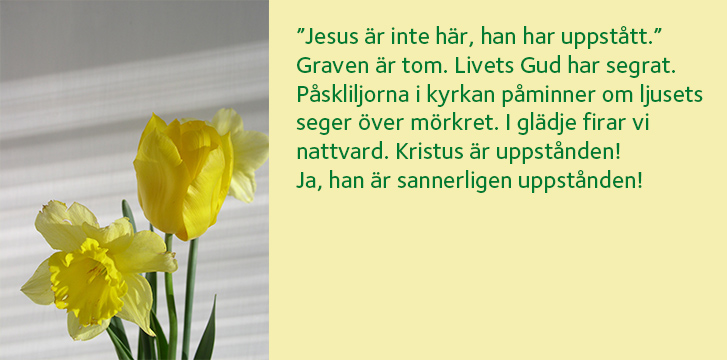 ”Jesus är inte här, han har uppstått.”
Graven är tom. Livets Gud har segrat.
Påskliljorna i kyrkan påminner om ljusets
seger över mörkret. I glädje firar vi
nattvard. Kristus är uppstånden!
Ja, han är sannerligen uppstånden!